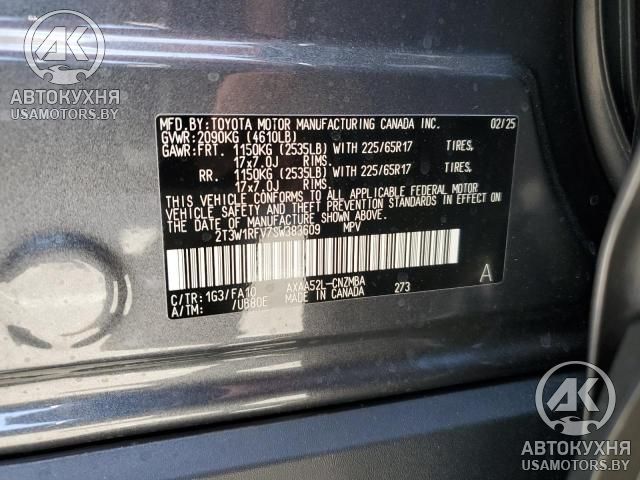 АК
АВТОКУХНЯ
USAMOTORS.BY
MFD.BY: TOYOTA MOTOR MANUFACTURING CANADA INC. 02/25
GVWR: 2090KG (4610LB)
GAWR: FRT. 1150KG (2535LB) WITH 225/65R17 TIRES,
17x7.0J RIMS.
RR. 1150KG (2535LB) WITH 225/65R17 TIRES,
17x7.0J RIMS.
THIS VEHICLE CONFORMS TO ALL APPLICABLE FEDERAL MOTOR
VEHICLE SAFETY AND THEFT PREVENTION STANDARDS IN EFFECT ON
THE DATE OF MANUFACTURE SHOWN ABOVE.
2T3W1RFV7SW383609 MPV
C/TR: 1G3/FA10 AXAA52L-CNZMBA A
A/TM: /UB80E MADE IN CANADA 273
АК
АВТОКУХНЯ
USAMOTORS.BY